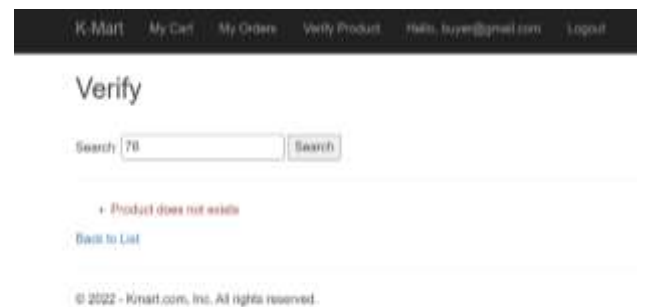 K-Mart My Cart My Orders Verify Product Hello, buyer@gmail.com Logout
Verify
Search 76 Search
Product does not exists
Back to List
© 2022 - Kmart.com, Inc. All rights reserved.